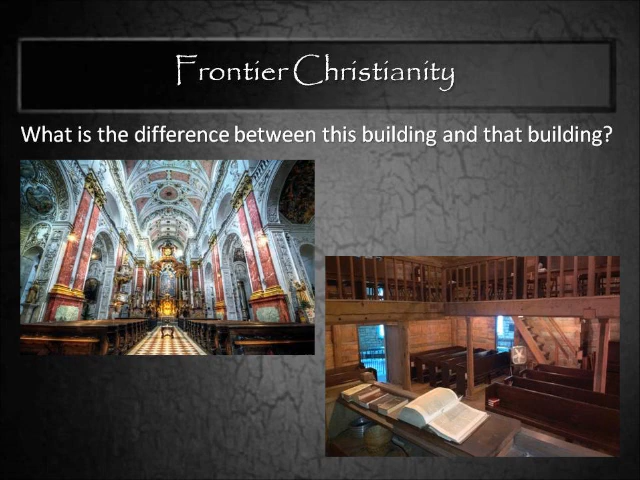 Frontier Christianity
What is the difference between this building and that building?